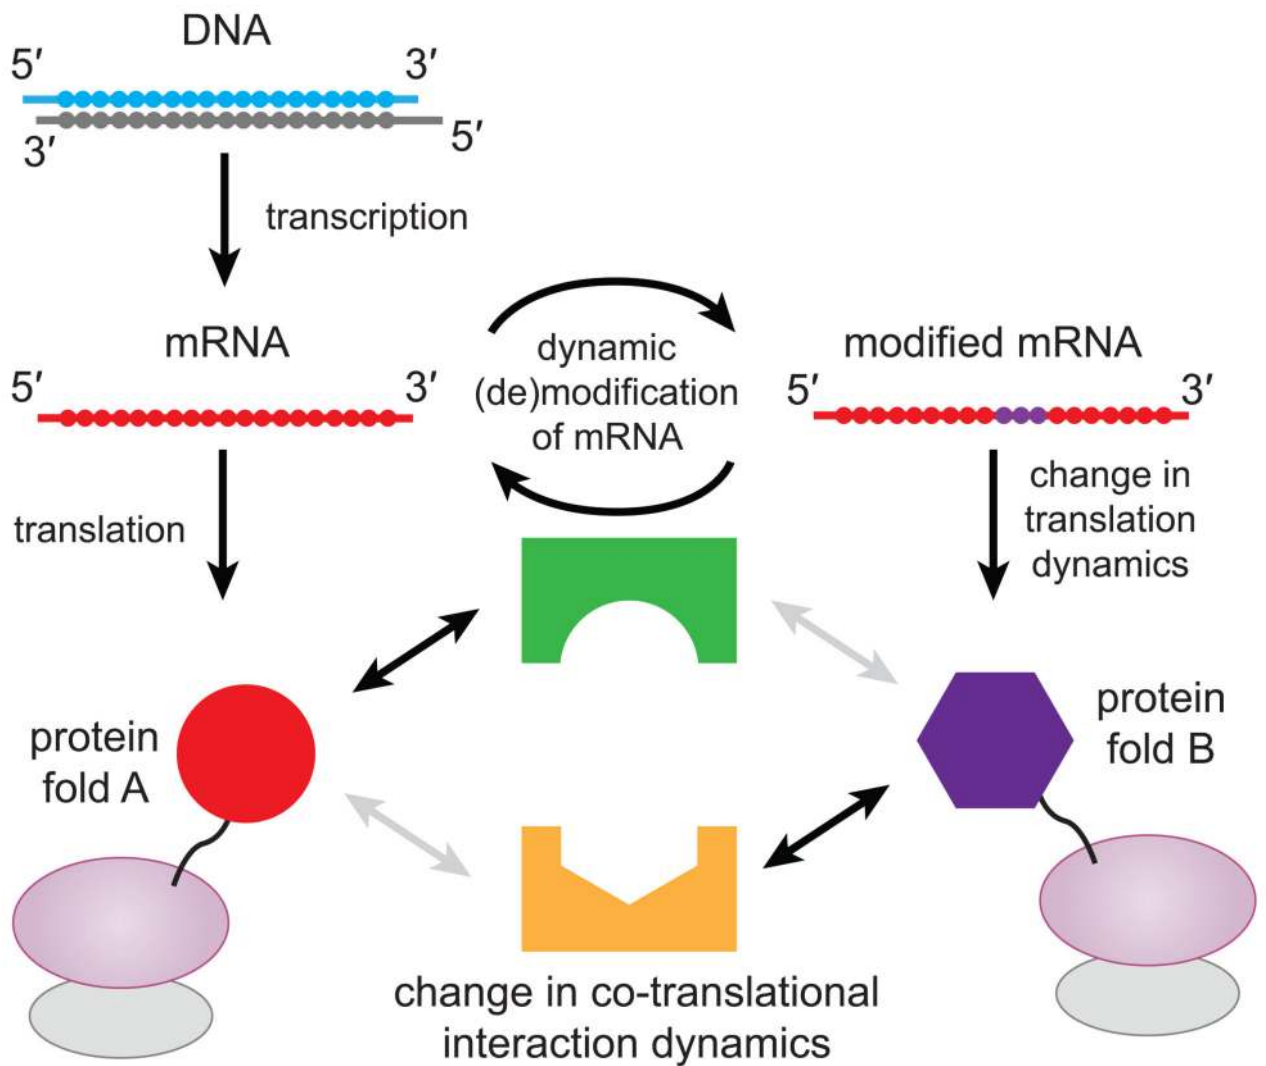 DNA
5′ 3′
3′ 5′
transcription
mRNA
5′ 3′
dynamic
(de)modification
of mRNA
modified mRNA
5′ 3′
translation
change in
translation
dynamics
protein
fold A
protein
fold B
change in co-translational
interaction dynamics